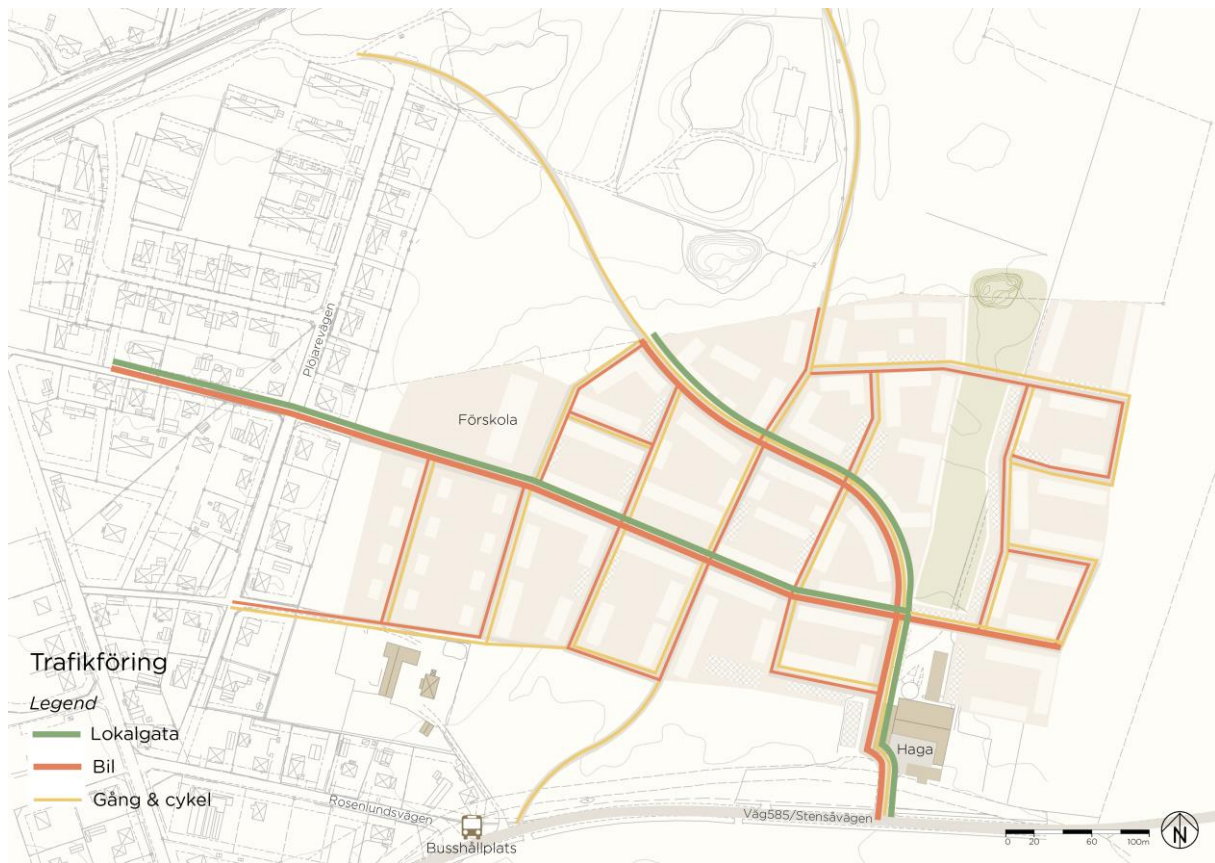 Plöjarevägen
Förskola
Trafikföring
Legend
Lokalgata
Bil
Gång & cykel
Haga
Rosenlundsvägen
Väg585/Stensåvägen
Busshållplats
0 20 60 100m
N